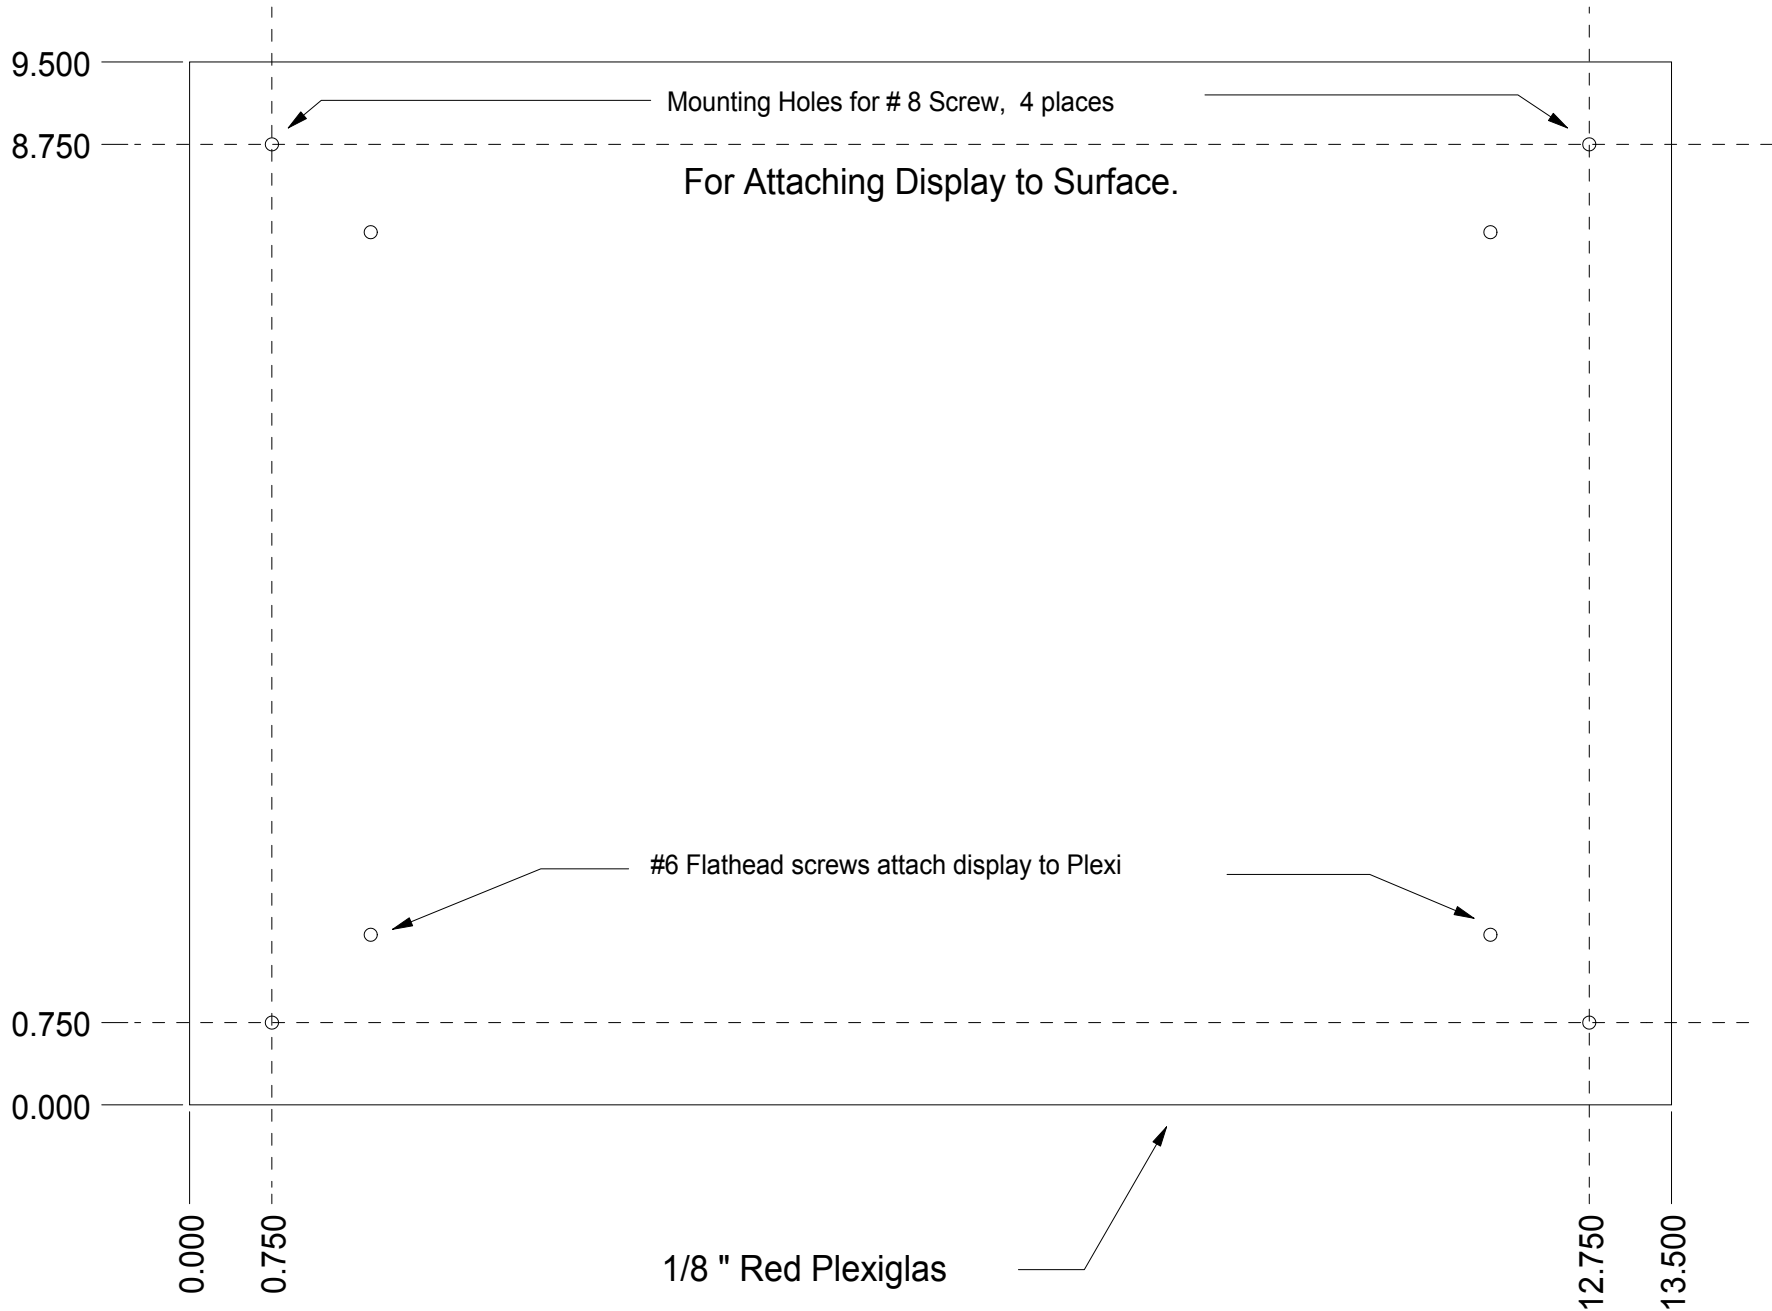 9.500
Mounting Holes for # 8 Screw,  4 places
8.750
For Attaching Display to Surface.
#6 Flathead screws attach display to Plexi
0.750
0.000
0.000
0.750
1/8 " Red Plexiglas
12.750
13.500